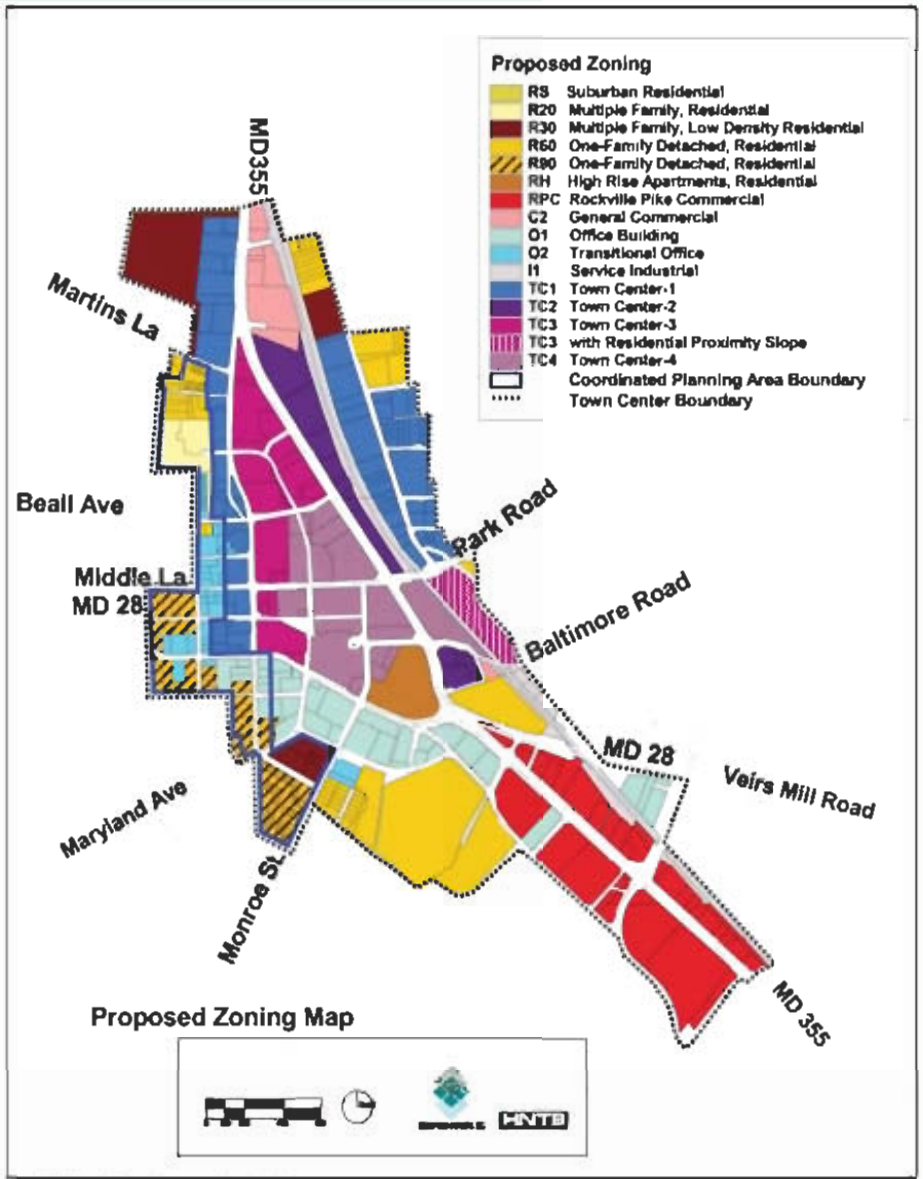 Proposed Zoning
RS Suburban Residential
R20 Multiple Family, Residential
R30 Multiple Family, Low Density Residential
R60 One-Family Detached, Residential
R90 One-Family Detached, Residential
RH High Rise Apartments, Residential
RPC Rockville Pike Commercial
C2 General Commercial
O1 Office Building
O2 Transitional Office
I1 Service Industrial
TC1 Town Center-1
TC2 Town Center-2
TC3 Town Center-3
TC3 with Residential Proximity Slope
TC4 Town Center-4
Coordinated Planning Area Boundary
Town Center Boundary
MD355
Martins La
Beall Ave
Park Road
Middle La
MD 28
Baltimore Road
MD 28
Veirs Mill Road
Maryland Ave
Monroe St.
MD 355
Proposed Zoning Map
HNTB